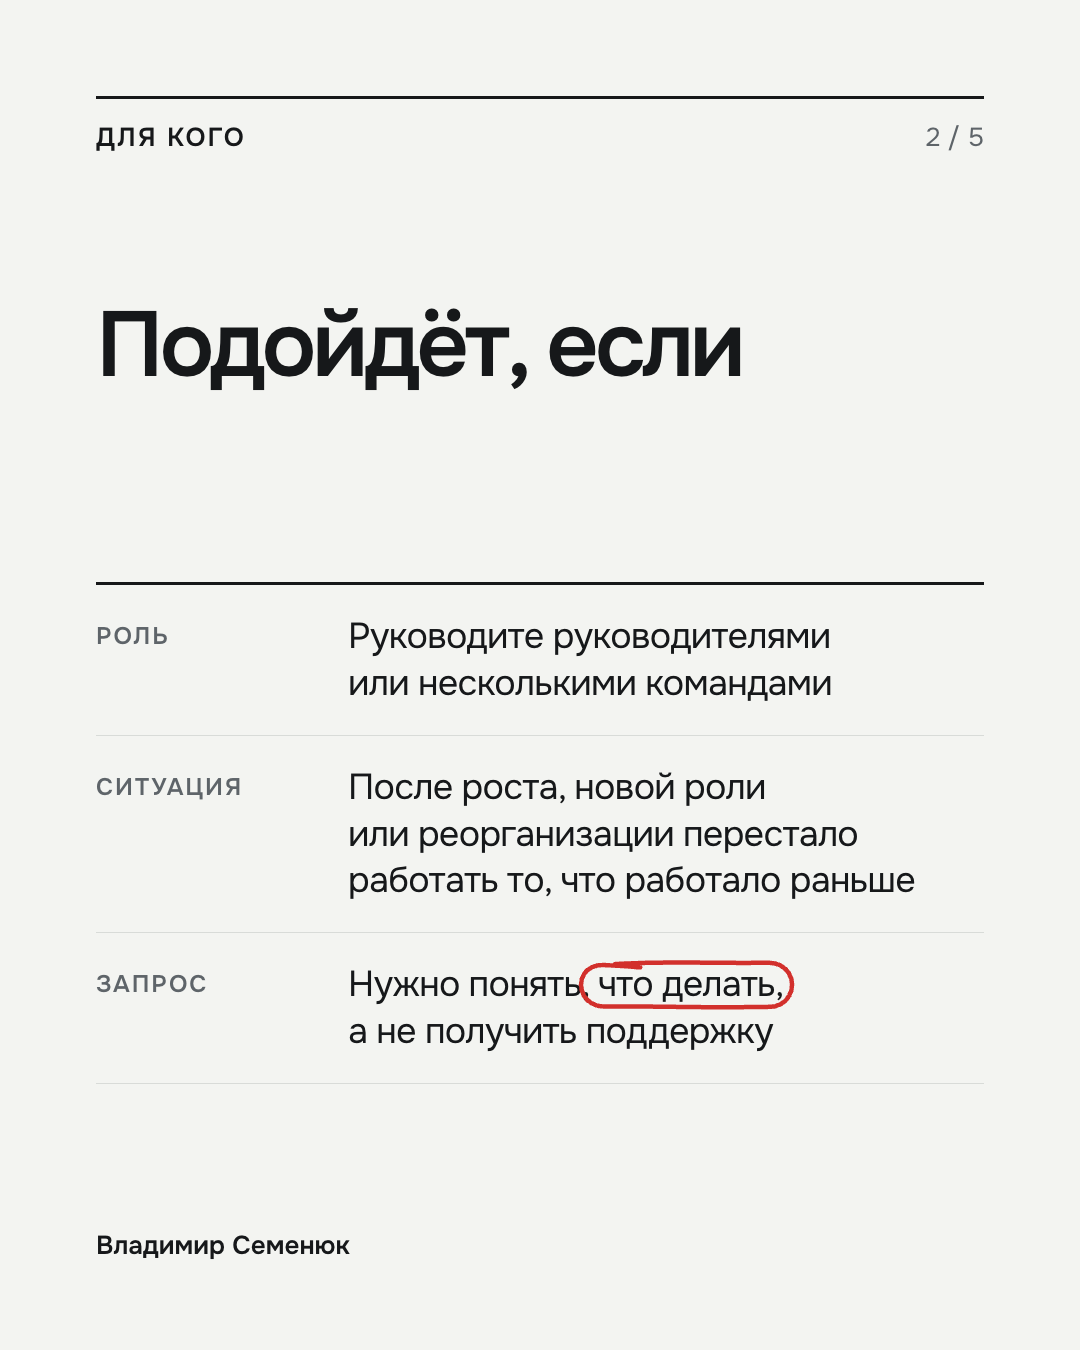 ДЛЯ КОГО
2 / 5
Подойдёт, если
РОЛЬ
Руководите руководителями
или несколькими командами
СИТУАЦИЯ
После роста, новой роли
или реорганизации перестало
работать то, что работало раньше
ЗАПРОС
Нужно понять, что делать,
а не получить поддержку
Владимир Семенюк